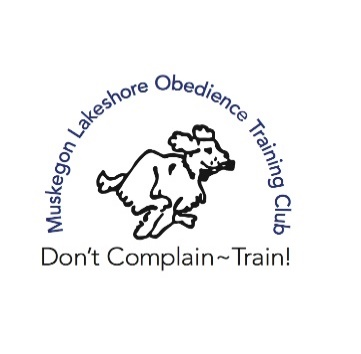 Muskegon Lakeshore Obedience Training Club
Don't Complain~Train!